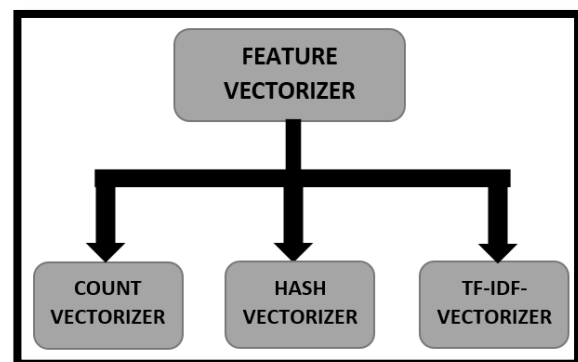 FEATURE
VECTORIZER
COUNT
VECTORIZER
HASH
VECTORIZER
TF-IDF-
VECTORIZER